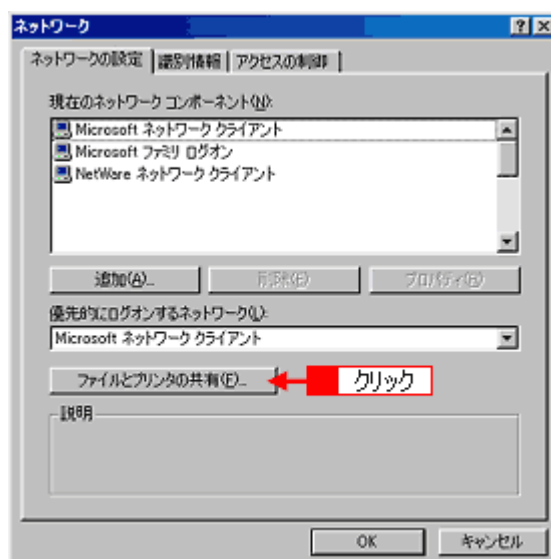 ネットワーク
ネットワークの設定 識別情報 アクセスの制御
現在のネットワーク コンポーネント(N):
Microsoft ネットワーク クライアント
Microsoft ファミリ ログオン
NetWare ネットワーク クライアント
追加(A)... 削除(E) プロパティ(R)
優先的にログオンするネットワーク(L):
Microsoft ネットワーク クライアント
ファイルとプリンタの共有(F)... クリック
説明
OK キャンセル